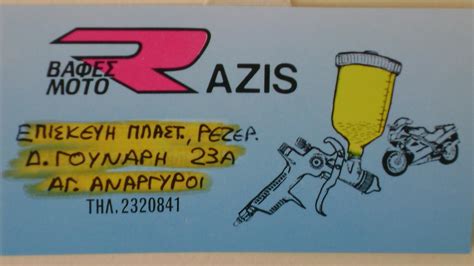 ΒΑΦΕΣ
ΜΟΤΟ
RAZIS
ΕΠΙΣΚΕΥΗ ΠΛΑΣΤ, ΡΕΖΕΡ.
Δ. ΓΟΥΝΑΡΗ 23Α
ΑΓ. ΑΝΑΡΓΥΡΟΙ
ΤΗΛ. 2320841